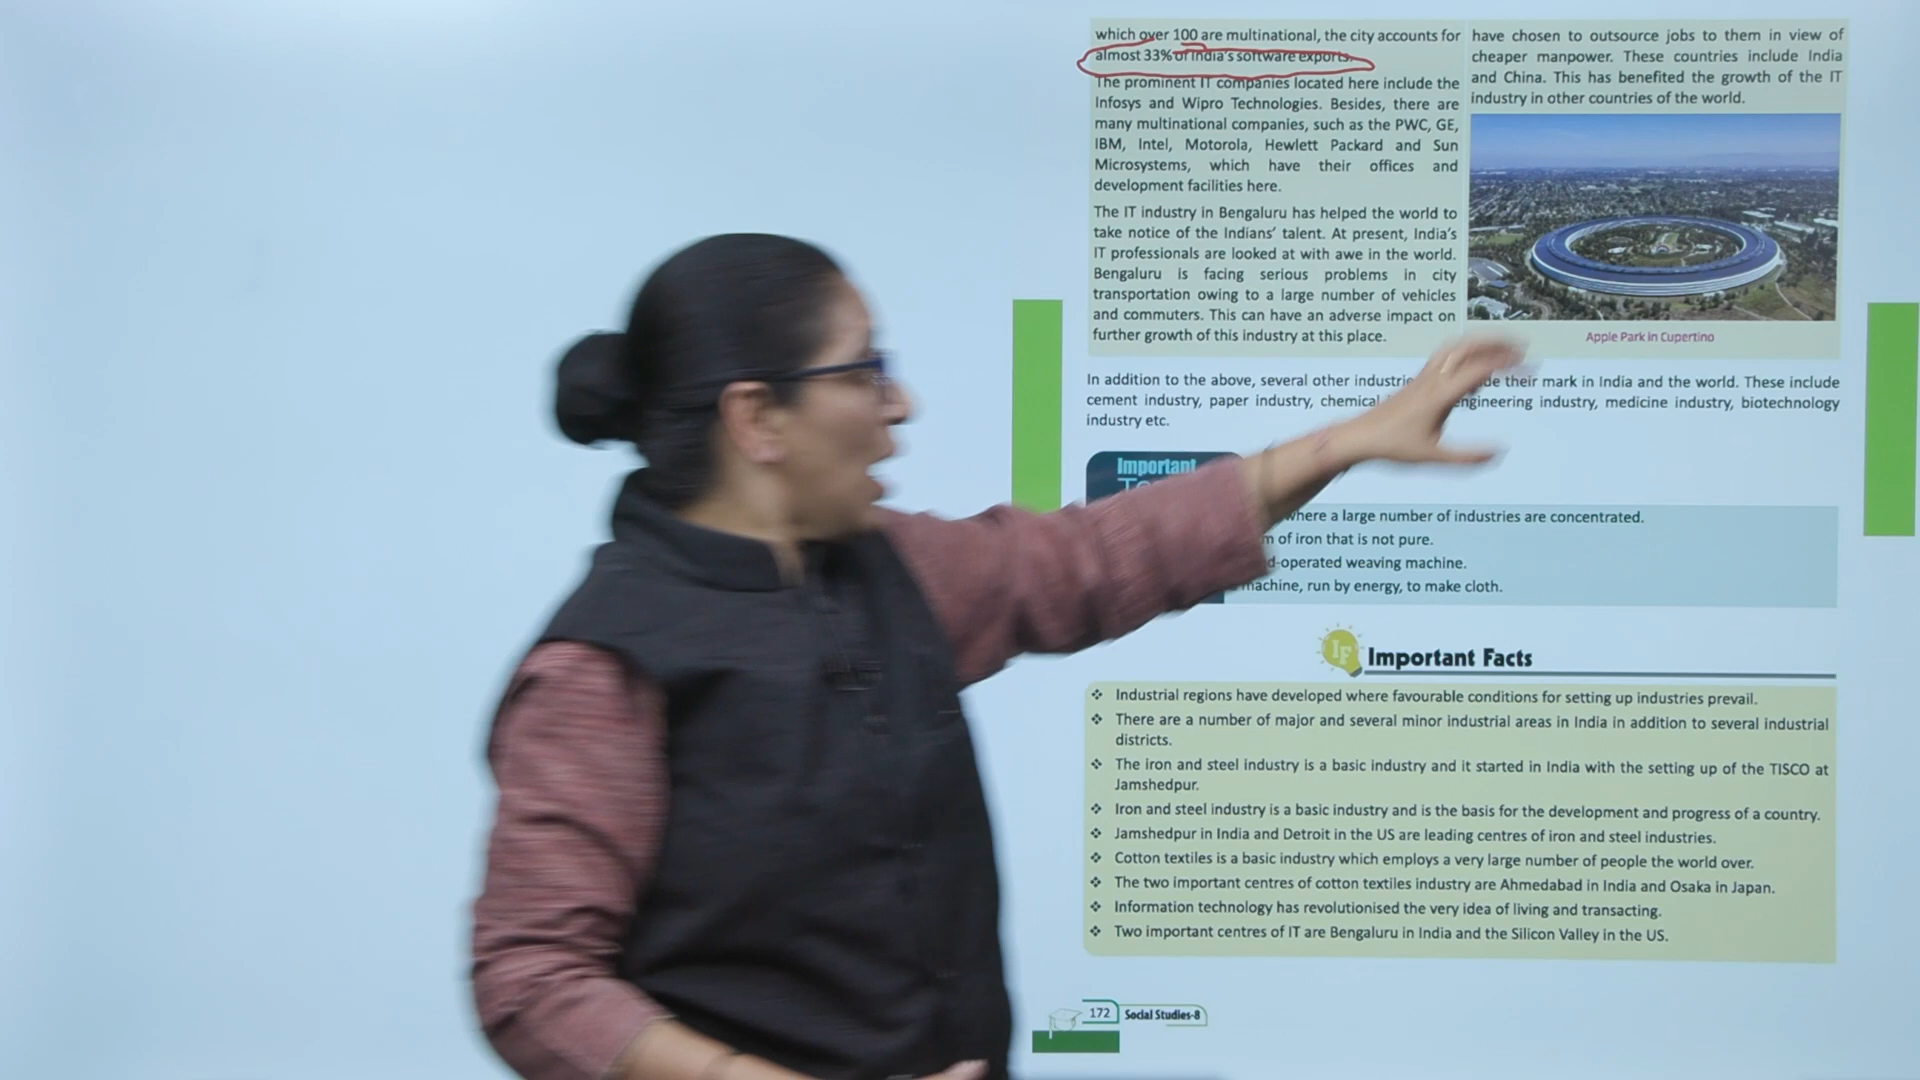 which over 100 are multinational, the city accounts for
almost 33% of India's software exports.
The prominent IT companies located here include the
Infosys and Wipro Technologies. Besides, there are
many multinational companies, such as the PWC, GE,
IBM, Intel, Motorola, Hewlett Packard and Sun
Microsystems, which have their offices and
development facilities here.
The IT industry in Bengaluru has helped the world to
take notice of the Indians' talent. At present, India's
IT professionals are looked at with awe in the world.
Bengaluru is facing serious problems in city
transportation owing to a large number of vehicles
and commuters. This can have an adverse impact on
further growth of this industry at this place.
have chosen to outsource jobs to them in view of
cheaper manpower. These countries include India
and China. This has benefited the growth of the IT
industry in other countries of the world.
Apple Park in Cupertino
In addition to the above, several other their mark in India and the world. These include
cement industry, paper industry, chemical engineering industry, medicine industry, biotechnology
industry etc.
Important
where a large number of industries are concentrated.
of iron that is not pure.
-operated weaving machine.
machine, run by energy, to make cloth.
IF Important Facts
❖ Industrial regions have developed where favourable conditions for setting up industries prevail.
❖ There are a number of major and several minor industrial areas in India in addition to several industrial
districts.
❖ The iron and steel industry is a basic industry and it started in India with the setting up of the TISCO at
Jamshedpur.
❖ Iron and steel industry is a basic industry and is the basis for the development and progress of a country.
❖ Jamshedpur in India and Detroit in the US are leading centres of iron and steel industries.
❖ Cotton textiles is a basic industry which employs a very large number of people the world over.
❖ The two important centres of cotton textiles industry are Ahmedabad in India and Osaka in Japan.
❖ Information technology has revolutionised the very idea of living and transacting.
❖ Two important centres of IT are Bengaluru in India and the Silicon Valley in the US.
172 Social Studies-8